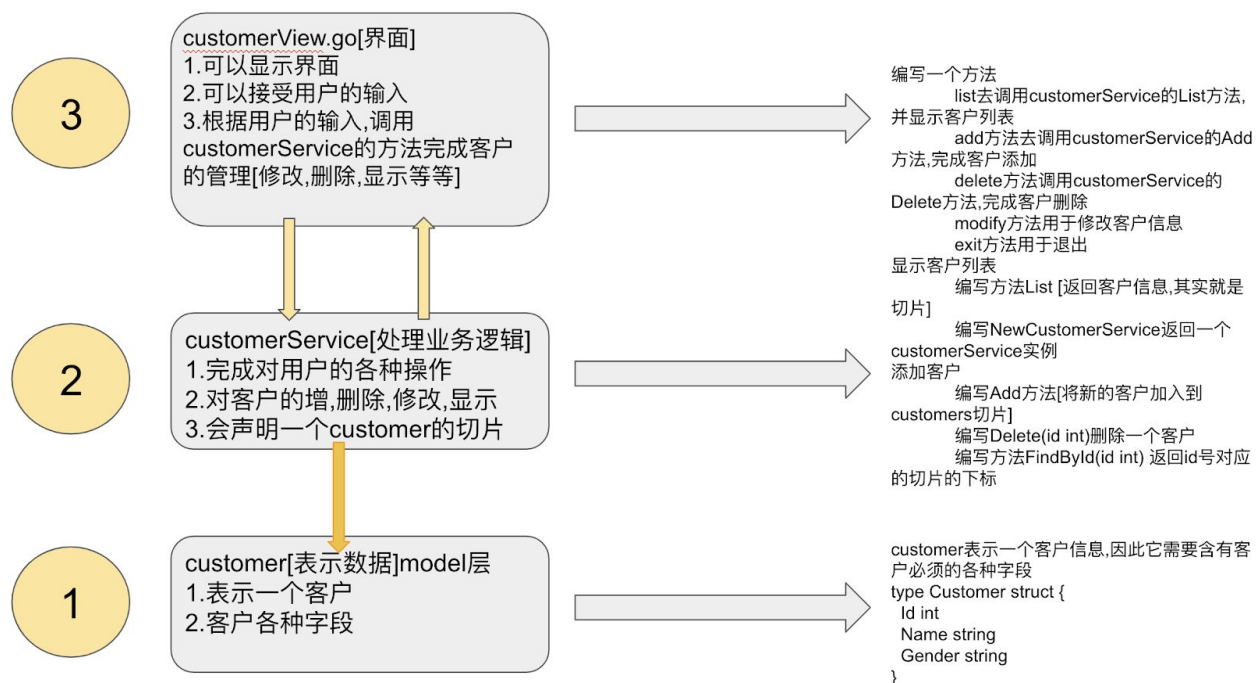 3
customerView.go[界面]
1.可以显示界面
2.可以接受用户的输入
3.根据用户的输入,调用
customerService的方法完成客户
的管理[修改,删除,显示等等]
编写一个方法
list去调用customerService的List方法,
并显示客户列表
add方法去调用customerService的Add
方法,完成客户添加
delete方法调用customerService的
Delete方法,完成客户删除
modify方法用于修改客户信息
exit方法用于退出
2
customerService[处理业务逻辑]
1.完成对用户的各种操作
2.对客户的增,删除,修改,显示
3.会声明一个customer的切片
显示客户列表
编写方法List [返回客户信息,其实就是
切片]
编写NewCustomerService返回一个
customerService实例
添加客户
编写Add方法[将新的客户加入到
customers切片]
编写Delete(id int)删除一个客户
编写方法FindById(id int) 返回id号对应
的切片的下标
1
customer[表示数据]model层
1.表示一个客户
2.客户各种字段
customer表示一个客户信息,因此它需要含有客
户必须的各种字段
type Customer struct {
Id int
Name string
Gender string
}